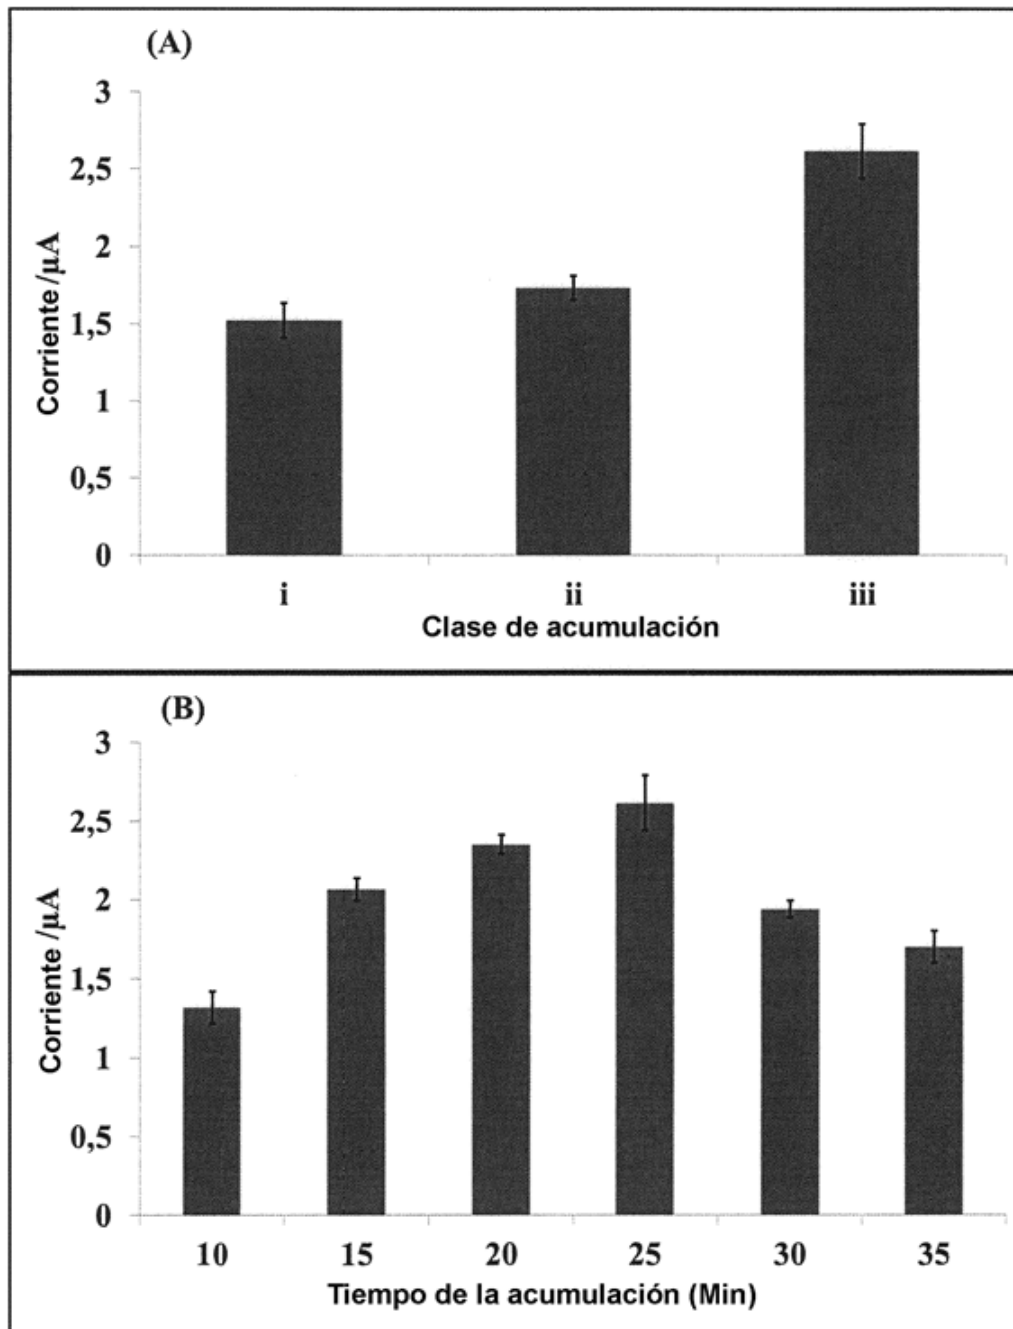 (A)
3
2,5
2
1,5
1
0,5
0
Corriente /µA
i ii iii
Clase de acumulación
(B)
3
2,5
2
1,5
1
0,5
0
Corriente /µA
10 15 20 25 30 35
Tiempo de la acumulación (Min)